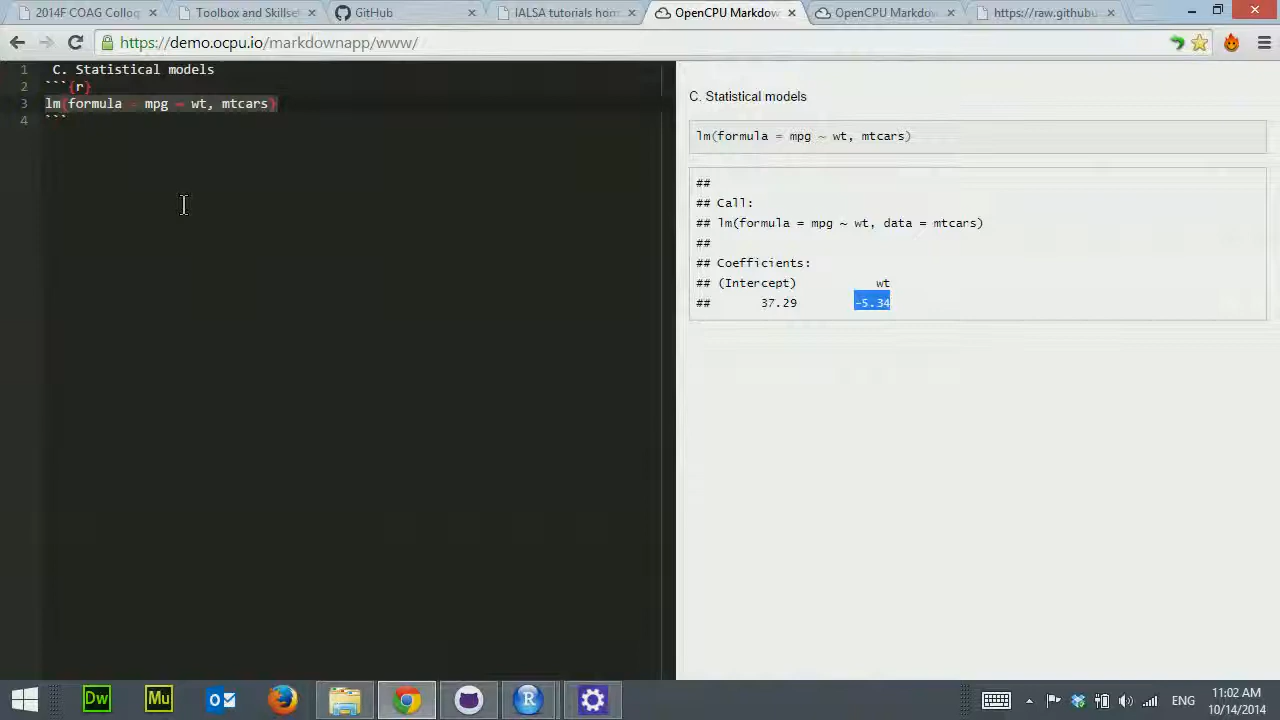 2014F COAG Colloq
Toolbox and Skillse
GitHub
IALSA tutorials hom
OpenCPU Markdow
OpenCPU Markdow
https://raw.githubu
https://demo.ocpu.io/markdownapp/www/
1 C. Statistical models
2 ```{r}
3 lm(formula = mpg ~ wt, mtcars)
4 ```
C. Statistical models
lm(formula = mpg ~ wt, mtcars)
##
## Call:
## lm(formula = mpg ~ wt, data = mtcars)
##
## Coefficients:
## (Intercept) wt
## 37.29 -5.34
Dw
Mu
R
ENG
11:02 AM
10/14/2014